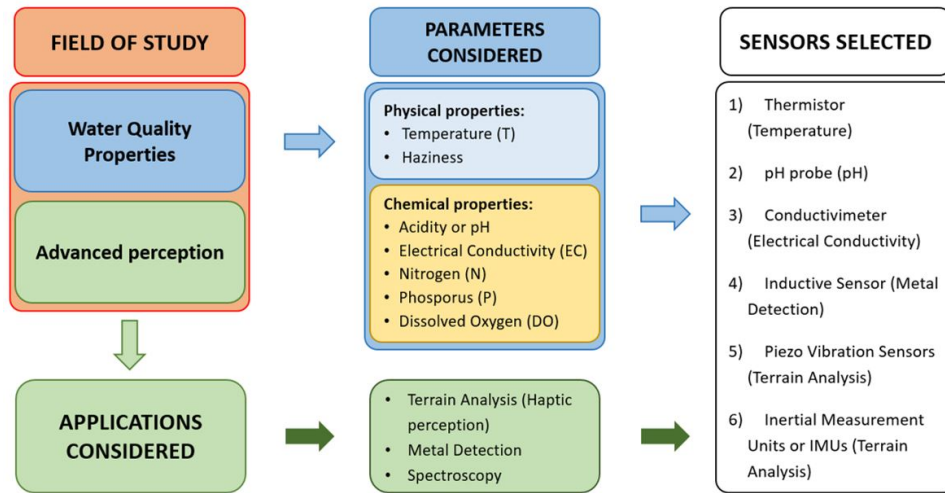 FIELD OF STUDY
Water Quality
Properties
Advanced perception
APPLICATIONS
CONSIDERED
PARAMETERS
CONSIDERED
Physical properties:
• Temperature (T)
• Haziness
Chemical properties:
• Acidity or pH
• Electrical Conductivity (EC)
• Nitrogen (N)
• Phosporus (P)
• Dissolved Oxygen (DO)
• Terrain Analysis (Haptic
perception)
• Metal Detection
• Spectroscopy
SENSORS SELECTED
1) Thermistor
(Temperature)
2) pH probe (pH)
3) Conductivimeter
(Electrical Conductivity)
4) Inductive Sensor (Metal
Detection)
5) Piezo Vibration Sensors
(Terrain Analysis)
6) Inertial Measurement
Units or IMUs (Terrain
Analysis)